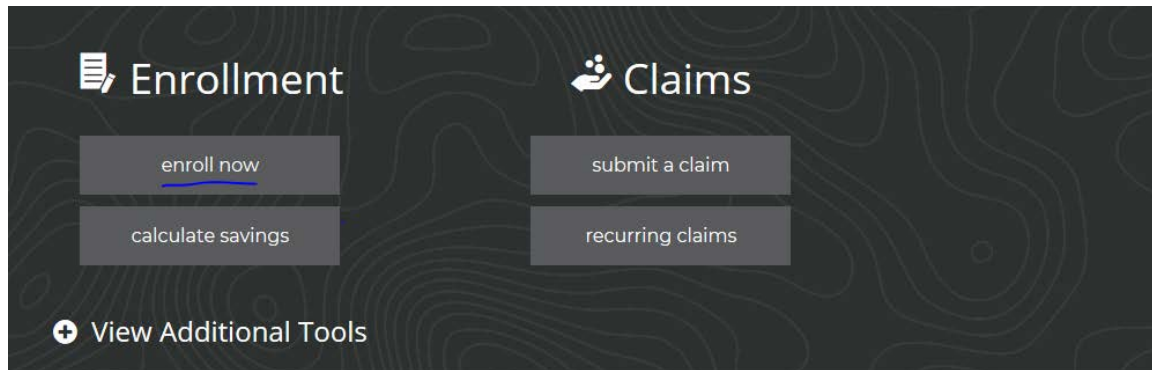 Enrollment
enroll now
calculate savings
Claims
submit a claim
recurring claims
View Additional Tools